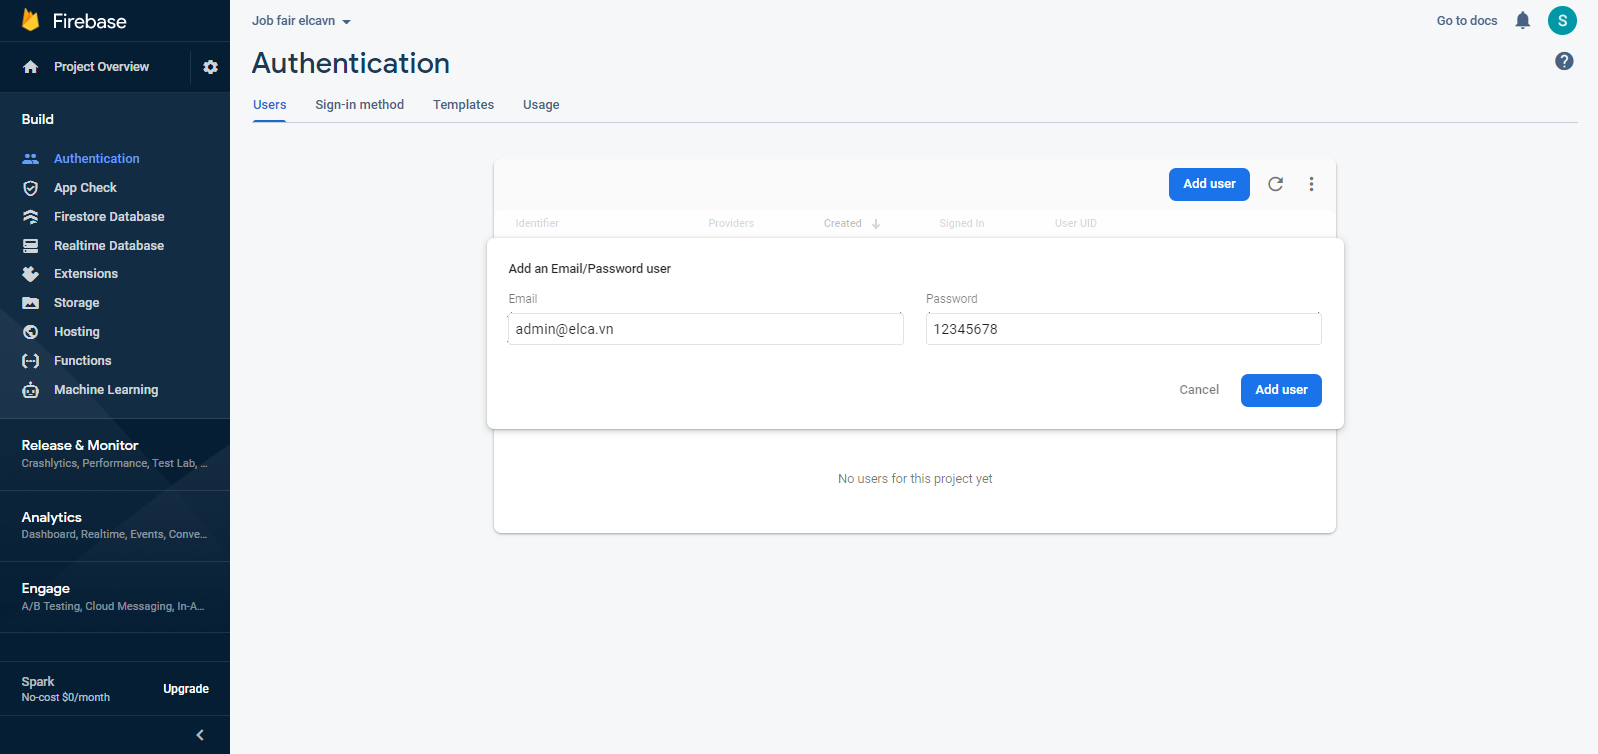 Firebase
Project Overview
Build
Authentication
App Check
Firestore Database
Realtime Database
Extensions
Storage
Hosting
Functions
Machine Learning
Release & Monitor
Crashlytics, Performance, Test Lab, ...
Analytics
Dashboard, Realtime, Events, Conve...
Engage
A/B Testing, Cloud Messaging, In-A...
Spark
No-cost $0/month
Upgrade
Job fair elcavn
Go to docs
S
Authentication
?
Users Sign-in method Templates Usage
Add user
Identifier Providers Created Signed In User UID
Add an Email/Password user
Email Password
admin@elca.vn 12345678
Cancel Add user
No users for this project yet